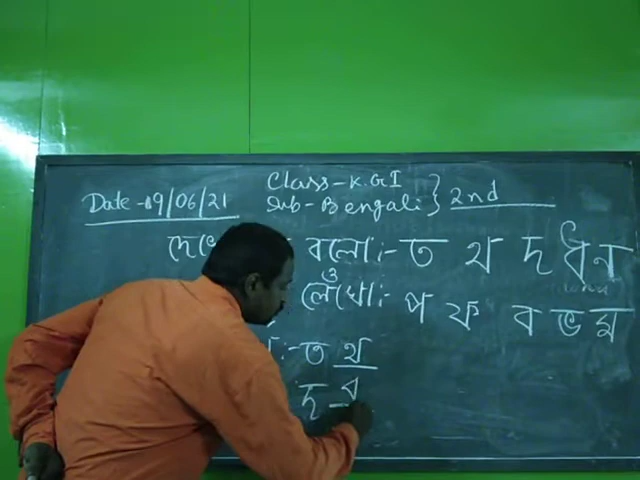 Date - 19/06/21
Class - K.G I
Sub - Bengali } 2nd
বলো :- ত থ দ ধ ন
ও
লেখো :- প ফ ব ভ ম
:- ত থ
দ